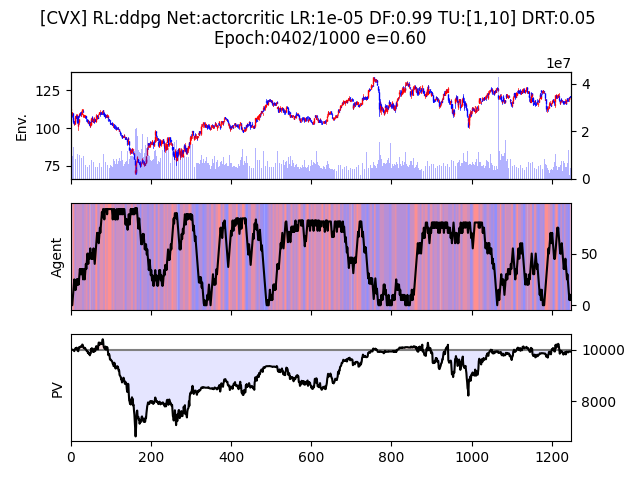 [CVX] RL:ddpg Net:actorcritic LR:1e-05 DF:0.99 TU:[1,10] DRT:0.05
Epoch:0402/1000 e=0.60
1e7
Env.
125
100
75
4
2
0
Agent
50
0
PV
10000
8000
0
200
400
600
800
1000
1200